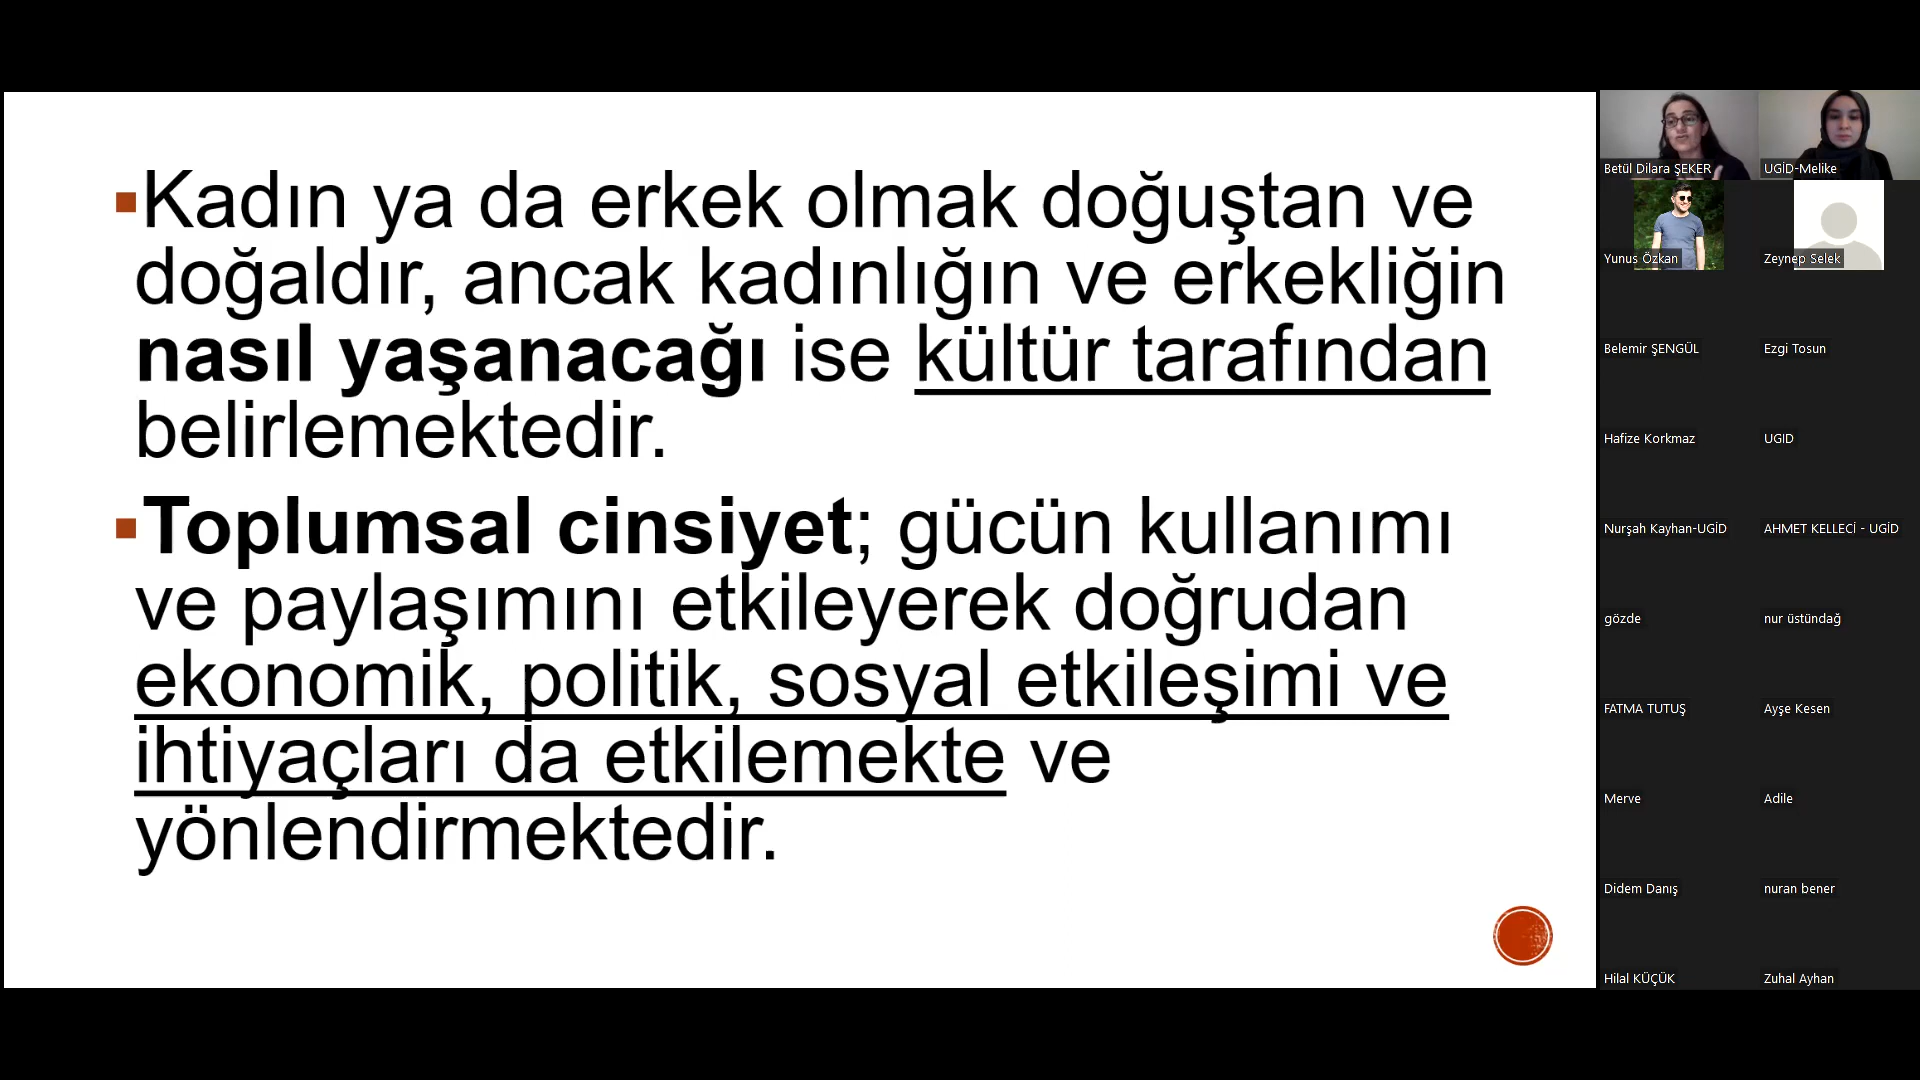 ▪Kadın ya da erkek olmak doğuştan ve
doğaldır, ancak kadınlığın ve erkekliğin
nasıl yaşanacağı ise kültür tarafından
belirlemektedir.
▪Toplumsal cinsiyet; gücün kullanımı
ve paylaşımını etkileyerek doğrudan
ekonomik, politik, sosyal etkileşimi ve
ihtiyaçları da etkilemekte ve
yönlendirmektedir.
Betül Dilara ŞEKER
UGİD-Melike
Yunus Özkan
Zeynep Selek
Belemir ŞENGÜL
Ezgi Tosun
Hafize Korkmaz
UGID
Nurşah Kayhan-UGİD
AHMET KELLECİ - UGİD
gözde
nur üstündağ
FATMA TUTUŞ
Ayşe Kesen
Merve
Adile
Didem Danış
nuran bener
Hilal KÜÇÜK
Zuhal Ayhan